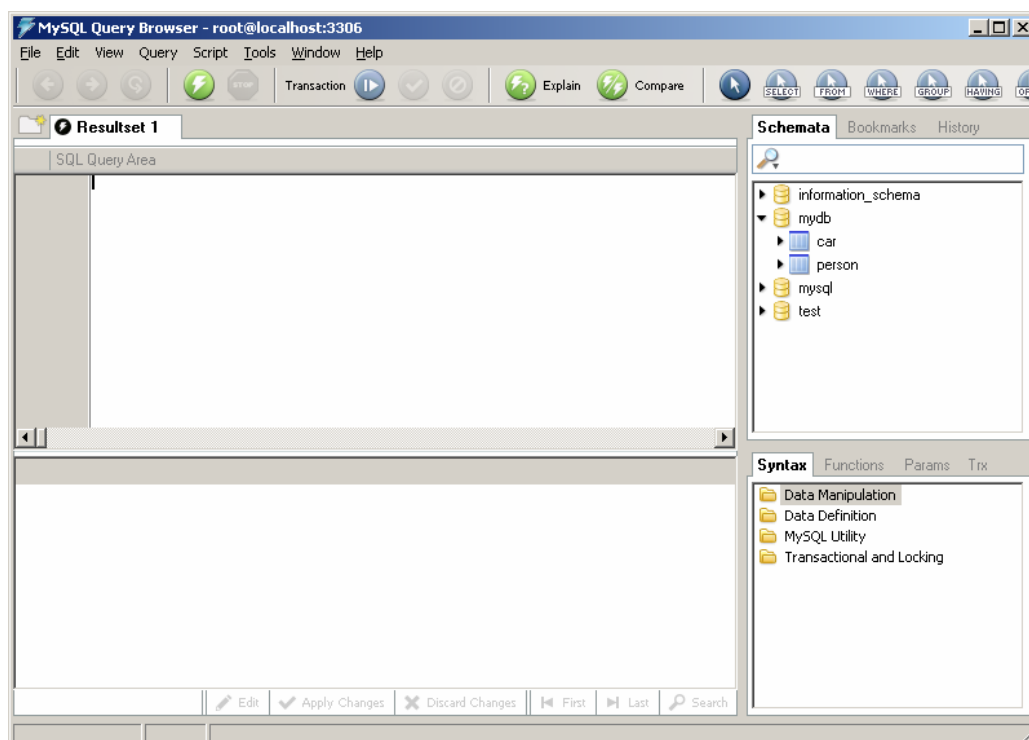 MySQL Query Browser - root@localhost:3306
File Edit View Query Script Tools Window Help
STOP Transaction Explain Compare SELECT FROM WHERE GROUP HAVING
Resultset 1
SQL Query Area
Schemata Bookmarks History
information_schema
mydb
car
person
mysql
test
Syntax Functions Params Trx
Data Manipulation
Data Definition
MySQL Utility
Transactional and Locking
Edit Apply Changes Discard Changes First Last Search